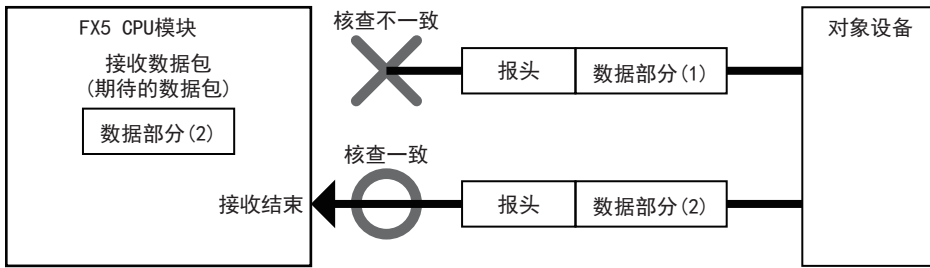 FX5 CPU模块
接收数据包
(期待的数据包)
数据部分(2)
核查不一致
报头
数据部分(1)
对象设备
核查一致
接收结束
报头
数据部分(2)